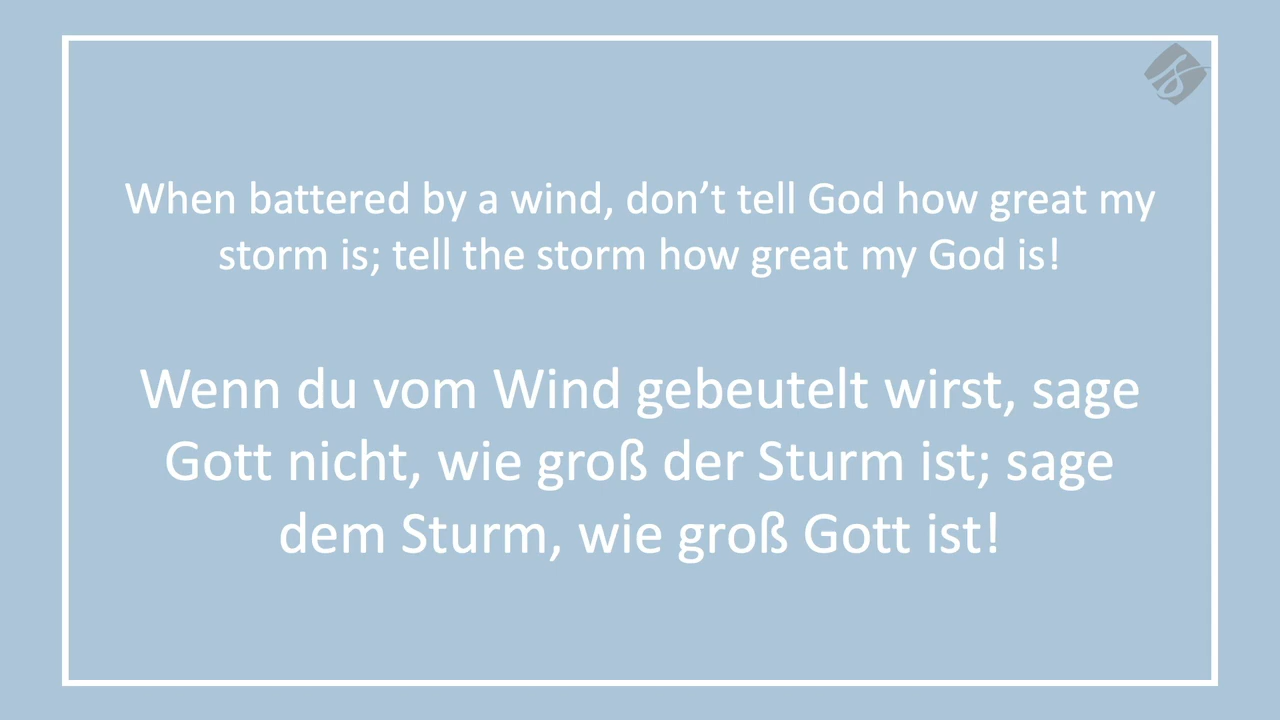 When battered by a wind, don’t tell God how great my
storm is; tell the storm how great my God is!
Wenn du vom Wind gebeutelt wirst, sage
Gott nicht, wie groß der Sturm ist; sage
dem Sturm, wie groß Gott ist!